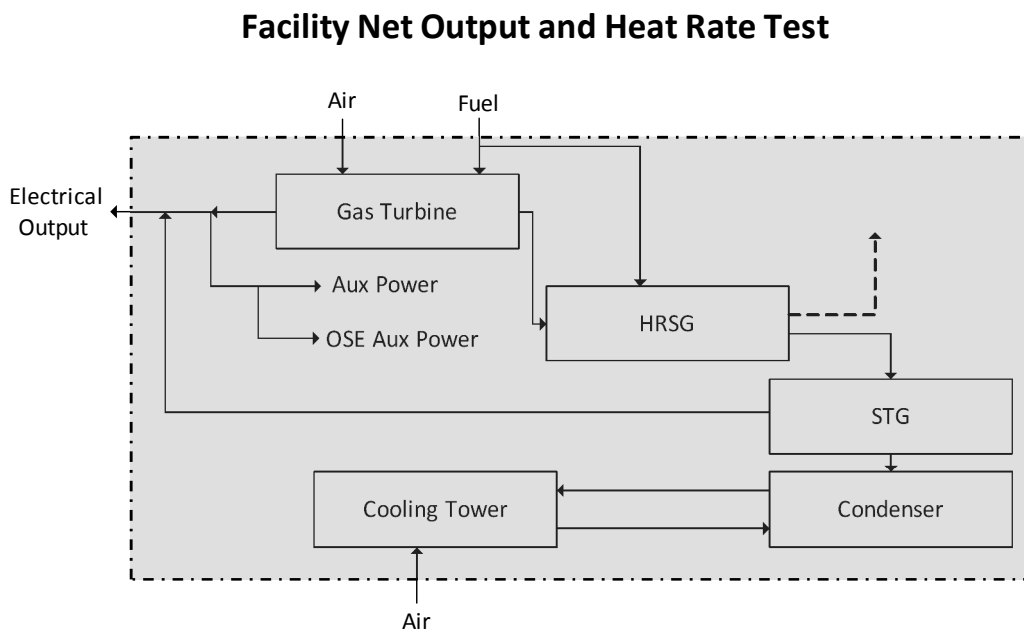 Facility Net Output and Heat Rate Test
Air
Fuel
Electrical
Output
Gas Turbine
Aux Power
OSE Aux Power
HRSG
STG
Cooling Tower
Condenser
Air